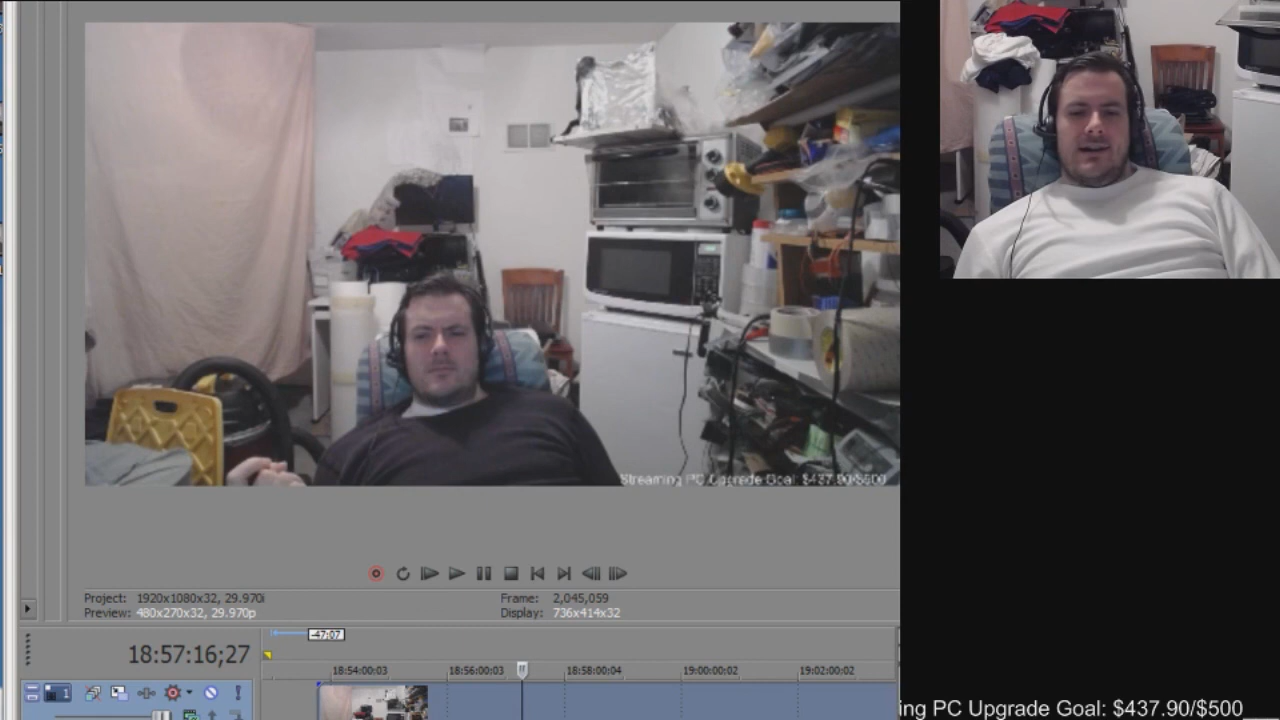 Streaming PC Upgrade Goal: $437.90/$500
Project: 1920x1080x32, 29.970i
Frame: 2,045,059
Preview: 480x270x32, 29.970p
Display: 736x414x32
-47:07
18:57:16;27
18:54:00:03
18:56:00:03
18:58:00:04
19:00:00:02
19:02:00:02
1
ing PC Upgrade Goal: $437.90/$500